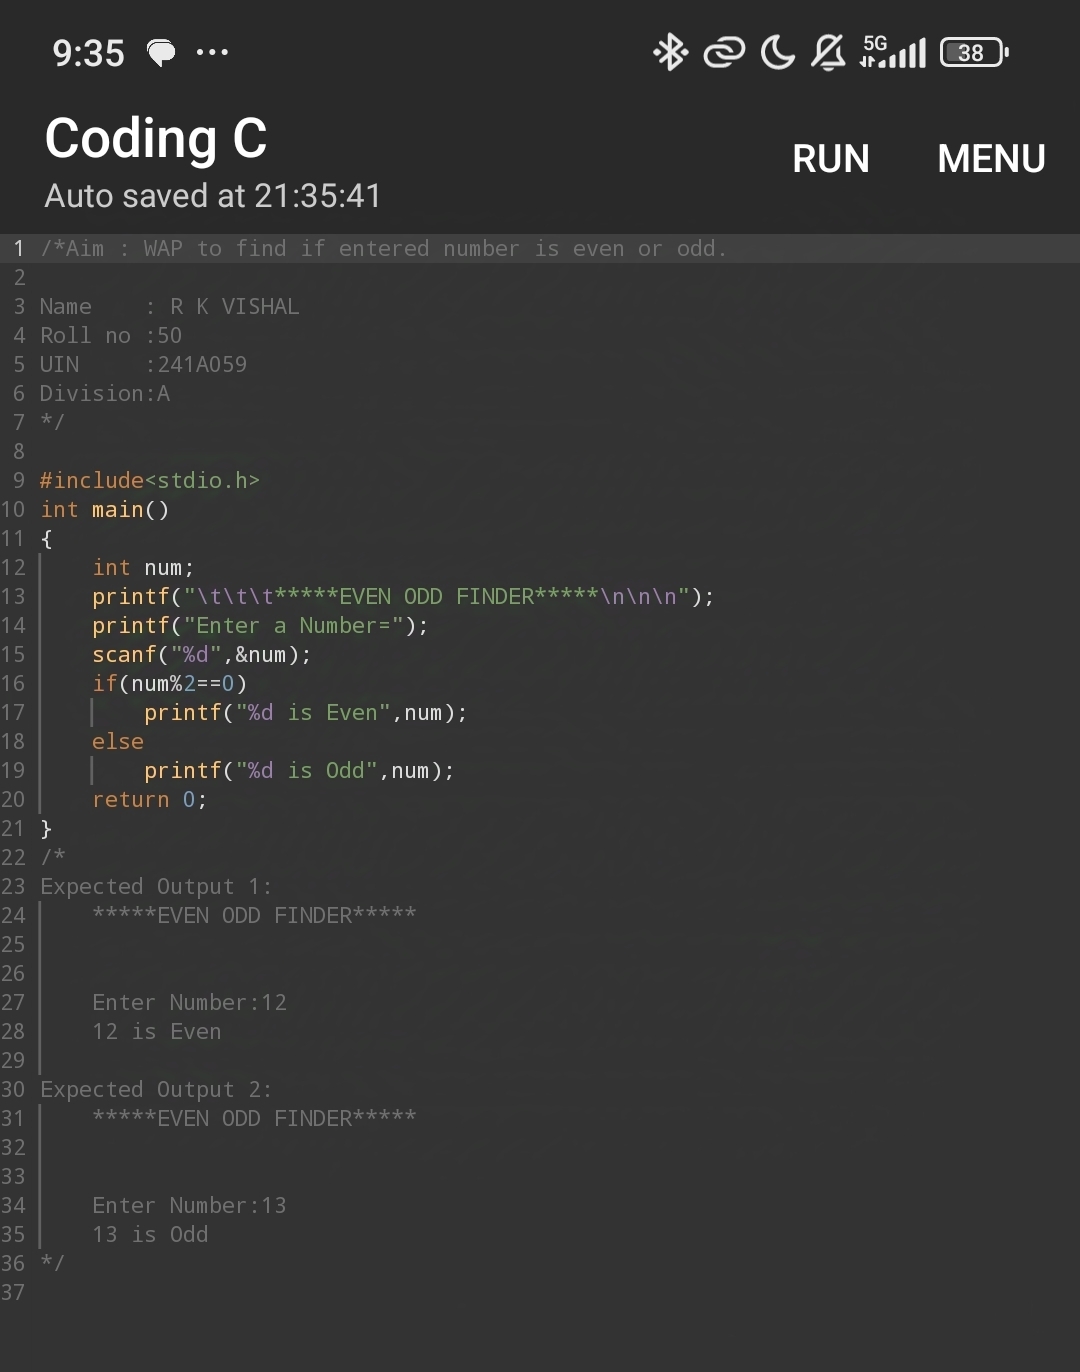 9:35 5G 38
Coding C
RUN MENU
Auto saved at 21:35:41
1 /*Aim : WAP to find if entered number is even or odd.
2
3 Name    : R K VISHAL
4 Roll no :50
5 UIN     :241A059
6 Division:A
7 */
8
9 #include<stdio.h>
10 int main()
11 {
12     int num;
13     printf("\t\t\t*****EVEN ODD FINDER*****\n\n\n");
14     printf("Enter a Number=");
15     scanf("%d",&num);
16     if(num%2==0)
17         printf("%d is Even",num);
18     else
19         printf("%d is Odd",num);
20     return 0;
21 }
22 /*
23 Expected Output 1:
24     *****EVEN ODD FINDER*****
25
26
27     Enter Number:12
28     12 is Even
29
30 Expected Output 2:
31     *****EVEN ODD FINDER*****
32
33
34     Enter Number:13
35     13 is Odd
36 */
37